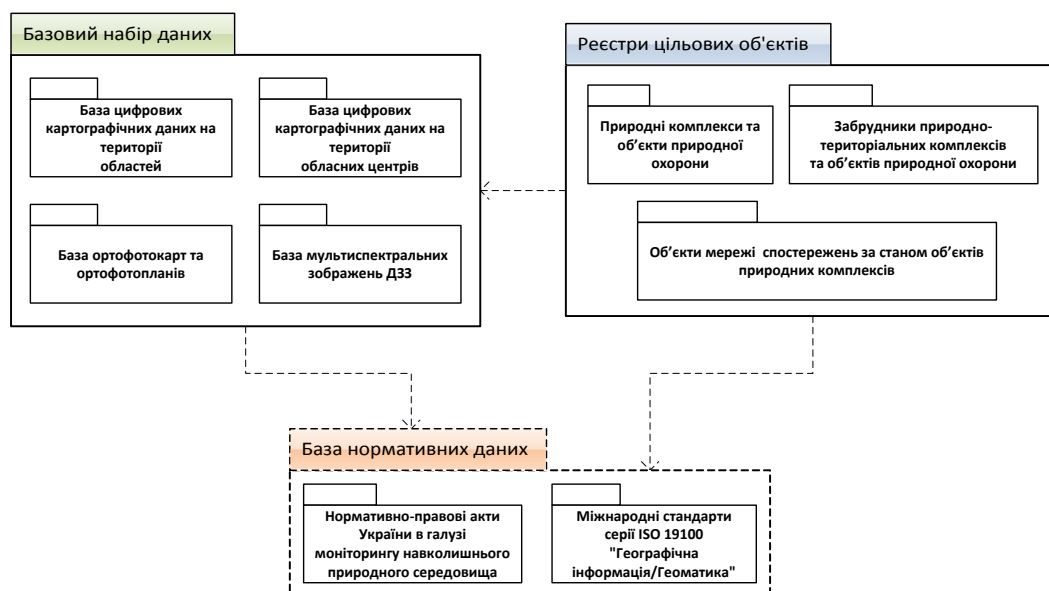 Базовий набір даних
База цифрових
картографічних даних на
території
областей
База цифрових
картографічних даних на
території
обласних центрів
База ортофотокарт та
ортофотопланів
База мультиспектральних
зображень ДЗЗ
Реєстри цільових об'єктів
Природні комплекси та
об’єкти природної
охорони
Забрудники природно-
територіальних комплексів
та об’єктів природної охорони
Об’єкти мережі спостережень за станом об’єктів
природних комплексів
База нормативних даних
Нормативно-правові акти
України в галузі
моніторингу навколишнього
природного середовища
Міжнародні стандарти
серії ISO 19100
"Географічна
інформація/Геоматика"